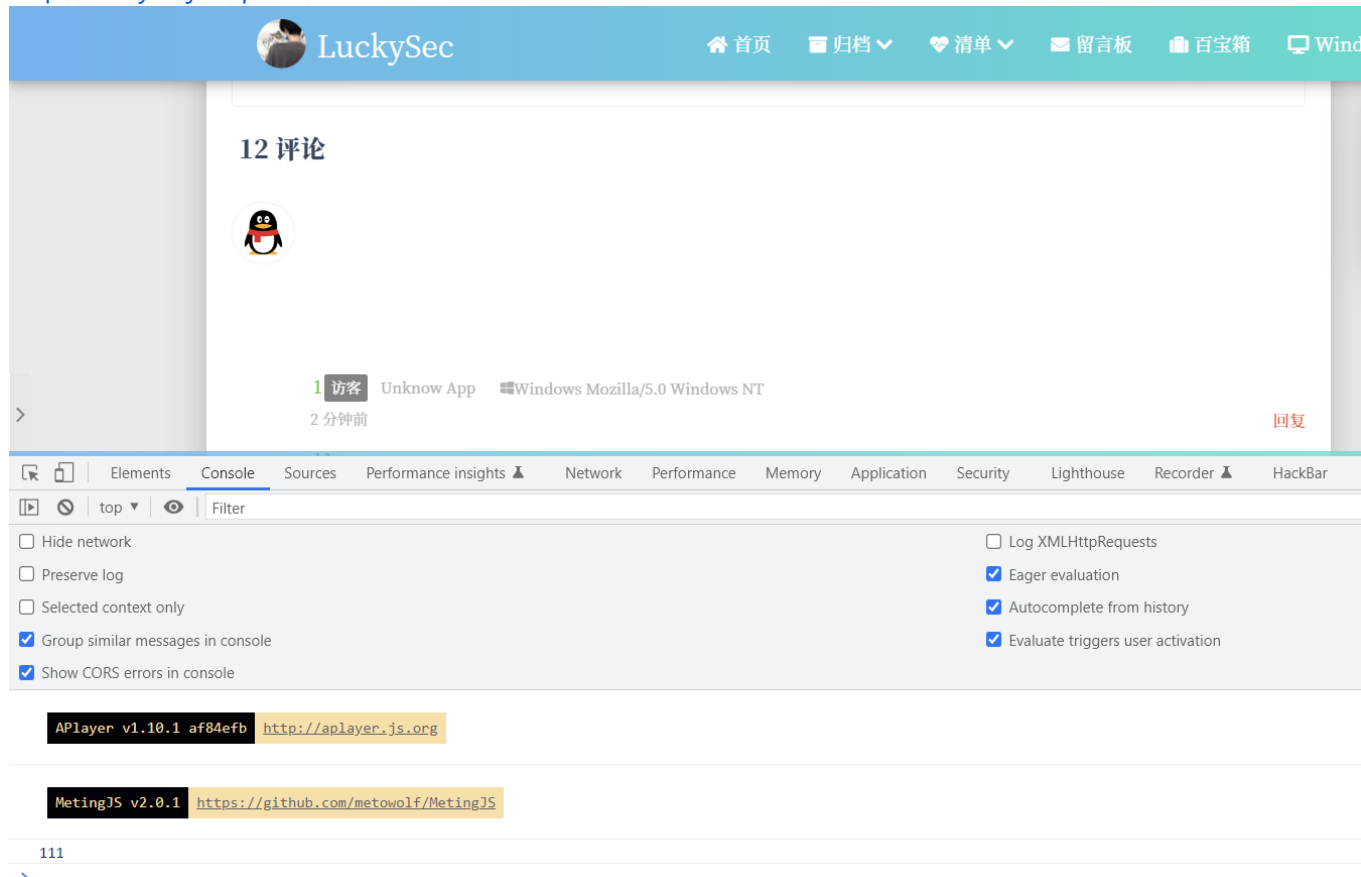 LuckySec 首页 归档 清单 留言板 百宝箱
12 评论
1 访客 Unknow App Windows Mozilla/5.0 Windows NT
2 分钟前 回复
Elements Console Sources Performance insights Network Performance Memory Application Security Lighthouse Recorder HackBar
top Filter
Hide network Log XMLHttpRequests
Preserve log Eager evaluation
Selected context only Autocomplete from history
Group similar messages in console Evaluate triggers user activation
Show CORS errors in console
APlayer v1.10.1 af84efb http://aplayer.js.org
MetingJS v2.0.1 https://github.com/metowolf/MetingJS
111